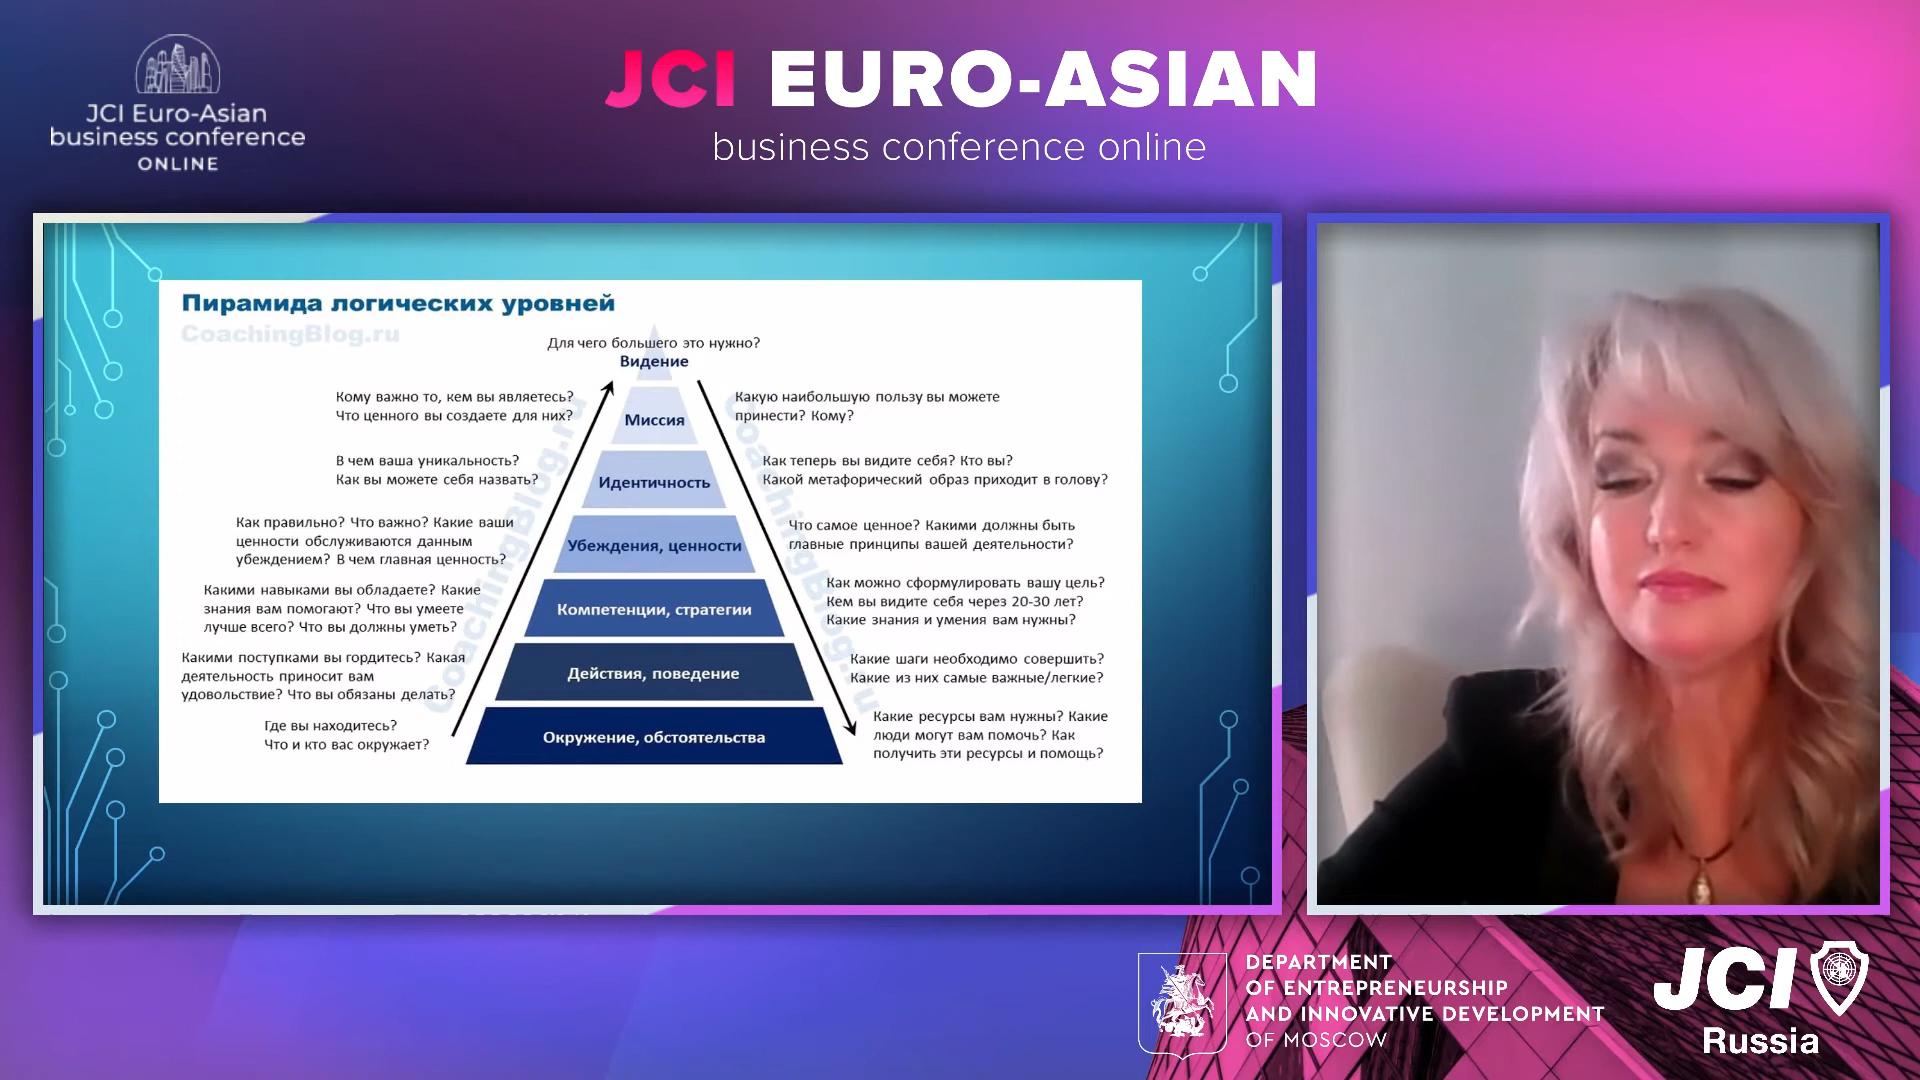 JCI Euro-Asian
business conference
ONLINE
JCI EURO-ASIAN
business conference online
Пирамида логических уровней
CoachingBlog.ru
Для чего большего это нужно?
Видение
Кому важно то, кем вы являетесь?
Что ценного вы создаете для них?
Миссия
Какую наибольшую пользу вы можете
принести? Кому?
В чем ваша уникальность?
Как вы можете себя назвать?
Идентичность
Как теперь вы видите себя? Кто вы?
Какой метафорический образ приходит в голову?
Как правильно? Что важно? Какие ваши
ценности обслуживаются данным
убеждением? В чем главная ценность?
Убеждения, ценности
Что самое ценное? Какими должны быть
главные принципы вашей деятельности?
Какими навыками вы обладаете? Какие
знания вам помогают? Что вы умеете
лучше всего? Что вы должны уметь?
Компетенции, стратегии
Как можно сформулировать вашу цель?
Кем вы видите себя через 20-30 лет?
Какие знания и умения вам нужны?
Какими поступками вы гордитесь? Какая
деятельность приносит вам
удовольствие? Что вы обязаны делать?
Действия, поведение
Какие шаги необходимо совершить?
Какие из них самые важные/легкие?
Где вы находитесь?
Что и кто вас окружает?
Окружение, обстоятельства
Какие ресурсы вам нужны? Какие
люди могут вам помочь? Как
получить эти ресурсы и помощь?
CoachingBlog.ru
CoachingBlog.ru
DEPARTMENT
OF ENTREPRENEURSHIP
AND INNOVATIVE DEVELOPMENT
OF MOSCOW
JCI
Russia